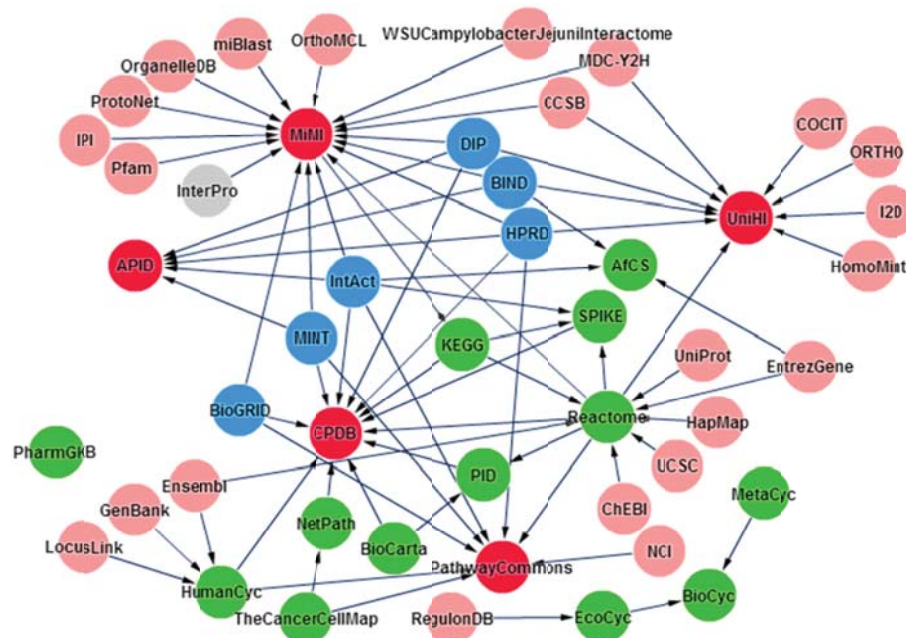 miBlast
OrthoMCL
WSUCampylobacterJejuniInteractome
OrganelleDB
MDC-Y2H
ProtoNet
CCSB
IPI
MiNI
DIP
COCIT
Pfam
ORTHO
InterPro
BIND
I2D
UniHI
HPRD
APID
AfCS
HomoMint
IntAct
SPIKE
MINT
KEGG
UniProt
EntrezGene
BioGRID
Reactome
HapMap
CPDB
PharmGKB
UCSC
Ensembl
PID
MetaCyc
GenBank
ChEBI
NetPath
LocusLink
BioCarta
NCI
PathwayCommons
HumanCyc
BioCyc
TheCancerCellMap
RegulonDB
EcoCyc